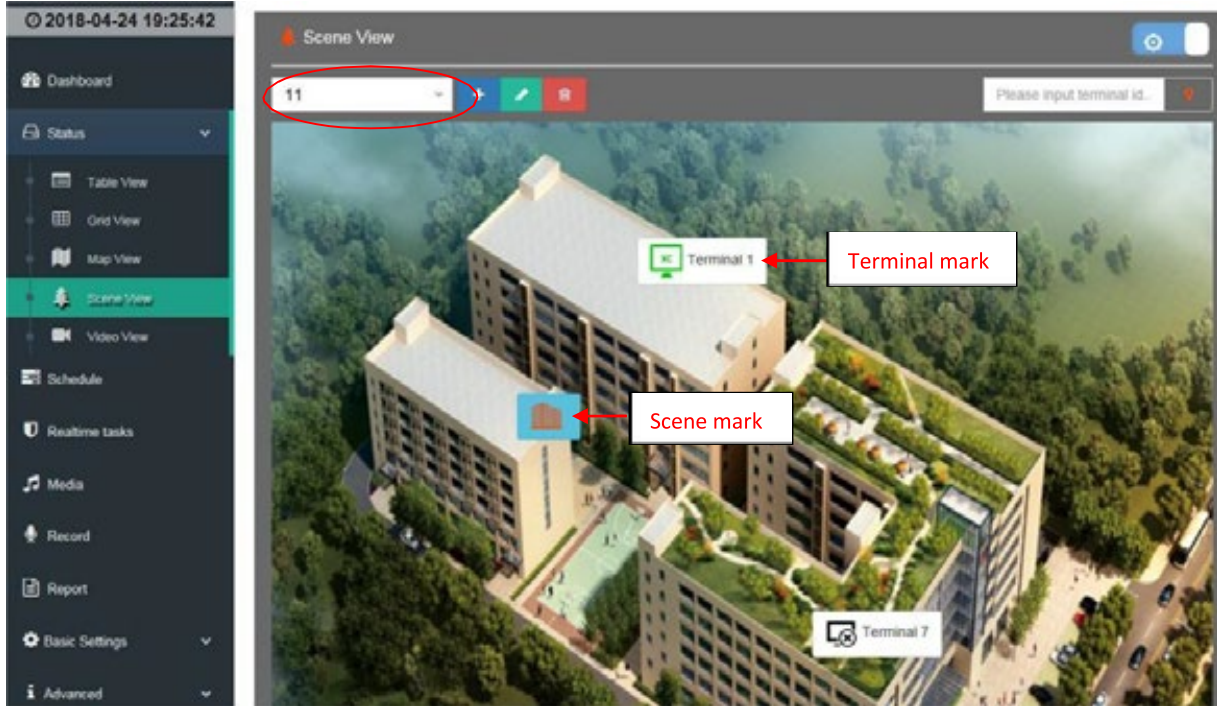 2018-04-24 19:25:42
Scene View
Dashboard
11
Please input terminal id..
Status
Table View
Grid View
Map View
Scene View
Video View
Schedule
Realtime tasks
Media
Record
Report
Basic Settings
Advanced
Terminal 1
Terminal mark
Scene mark
Terminal 7